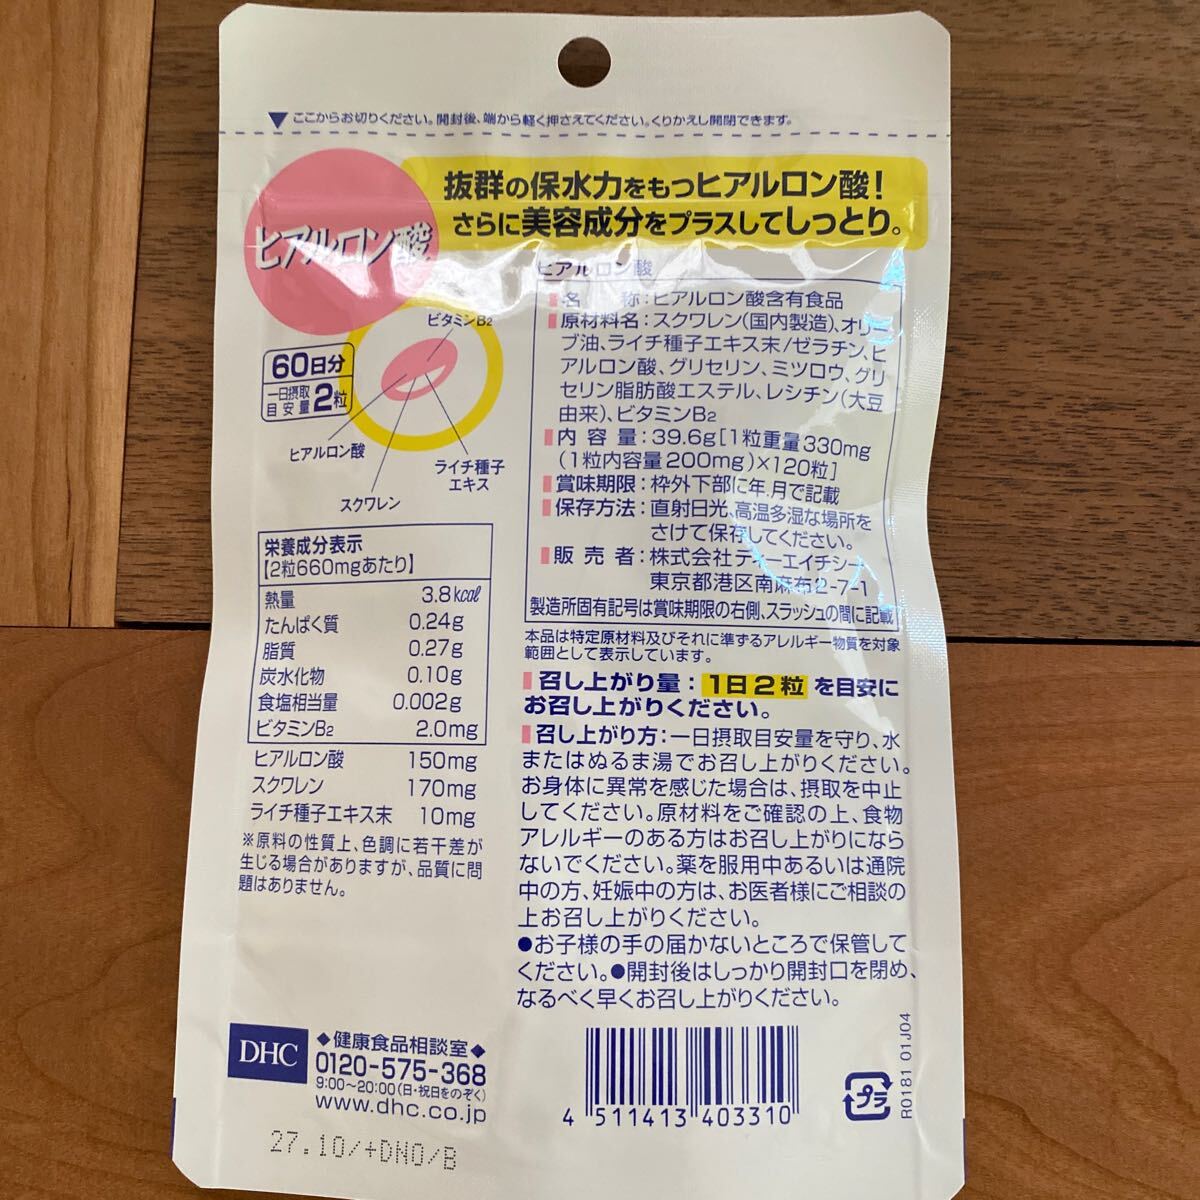 ▼ここからお切りください。開封後、端から軽く押さえてください。くりかえし開閉できます。
ヒアルロン酸
抜群の保水力をもつヒアルロン酸!
さらに美容成分をプラスしてしっとり。
60日分
一日摂取
目安量 2粒
ビタミンB2
ヒアルロン酸
ライチ種子
エキス
スクワレン
栄養成分表示
【2粒660mgあたり】
熱量 3.8kcal
たんぱく質 0.24g
脂質 0.27g
炭水化物 0.10g
食塩相当量 0.002g
ビタミンB2 2.0mg
ヒアルロン酸 150mg
スクワレン 170mg
ライチ種子エキス末 10mg
※原料の性質上、色調に若干差が
生じる場合がありますが、品質に問
題はありません。
ヒアルロン酸
名称:ヒアルロン酸含有食品
原材料名:スクワレン(国内製造)、オリー
ブ油、ライチ種子エキス末/ゼラチン、ヒ
アルロン酸、グリセリン、ミツロウ、グリ
セリン脂肪酸エステル、レシチン(大豆
由来)、ビタミンB2
内容量:39.6g[1粒重量330mg
(1粒内容量200mg)×120粒]
賞味期限:枠外下部に年.月で記載
保存方法:直射日光、高温多湿な場所を
さけて保存してください。
販売者:株式会社ディーエイチシー
東京都港区南麻布2-7-1
製造所固有記号は賞味期限の右側、スラッシュの間に記載
本品は特定原材料及びそれに準ずるアレルギー物質を対象
範囲として表示しています。
召し上がり量:1日2粒を目安に
お召し上がりください。
召し上がり方:一日摂取目安量を守り、水
またはぬるま湯でお召し上がりください。
お身体に異常を感じた場合は、摂取を中止
してください。原材料をご確認の上、食物
アレルギーのある方はお召し上がりになら
ないでください。薬を服用中あるいは通院
中の方、妊娠中の方は、お医者様にご相談の
上お召し上がりください。
●お子様の手の届かないところで保管して
ください。●開封後はしっかり開封口を閉め、
なるべく早くお召し上がりください。
DHC
◆健康食品相談室◆
0120-575-368
9:00〜20:00(日・祝日をのぞく)
www.dhc.co.jp
4 511413 403310
プラ
R0181 01J04
27.10/+DNO/B